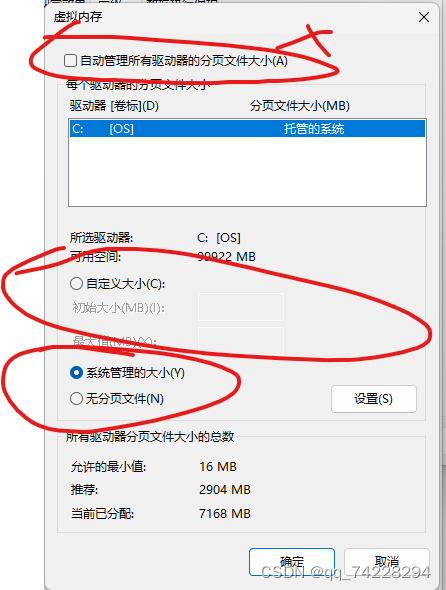 虚拟内存
自动管理所有驱动器的分页文件大小(A)
每个驱动器的分页文件大小
驱动器 [卷标](D) 分页文件大小(MB)
C: [OS] 托管的系统
所选驱动器: C: [OS]
可用空间: 99922 MB
自定义大小(C):
初始大小(MB)(I):
最大值(MB)(X):
系统管理的大小(Y)
无分页文件(N) 设置(S)
所有驱动器分页文件大小的总数
允许的最小值: 16 MB
推荐: 2904 MB
当前已分配: 7168 MB
确定 取消
CSDN @qq_74228294